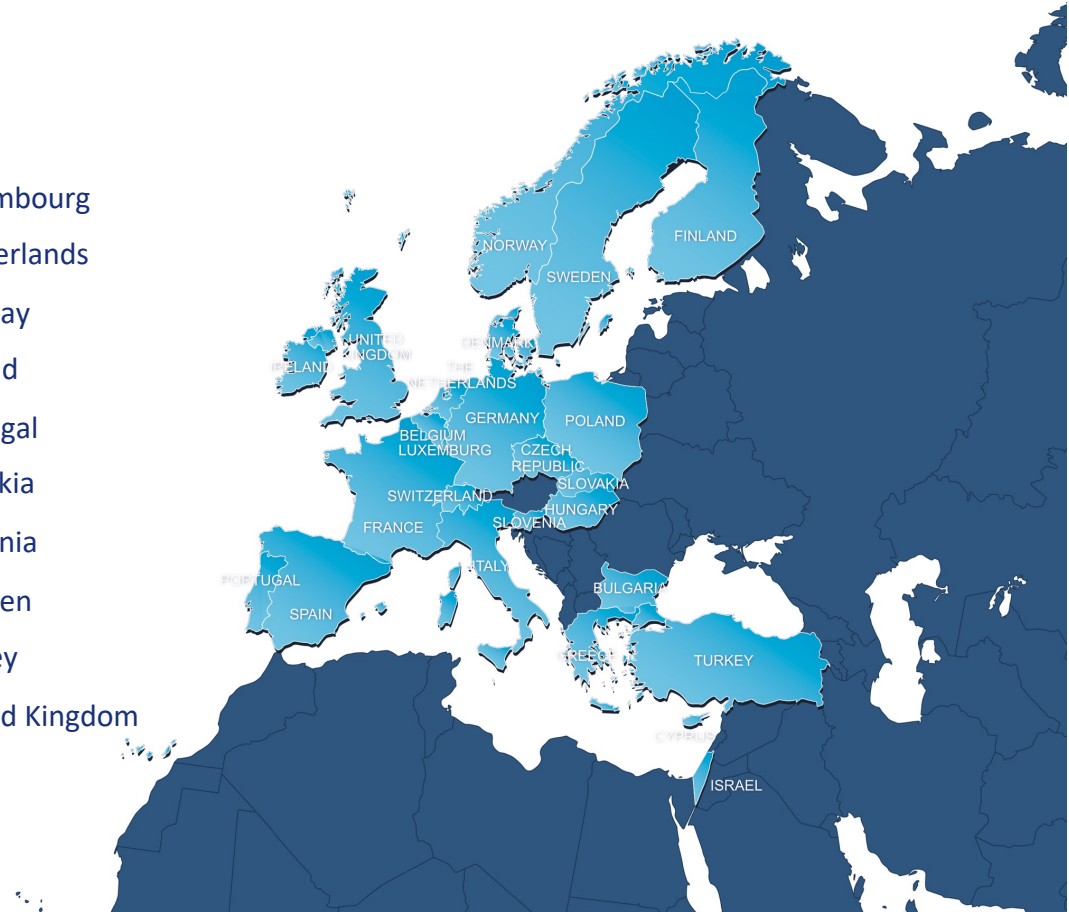 mbourg
erlands
ay
d
gal
kia
nia
en
ey
d Kingdom
NORWAY
FINLAND
SWEDEN
UNITED
KINGDOM
DENMARK
IRELAND
THE
NETHERLANDS
GERMANY
POLAND
BELGIUM
LUXEMBURG
CZECH
REPUBLIC
SLOVAKIA
SWITZERLAND
HUNGARY
SLOVENIA
FRANCE
ITALY
PORTUGAL
SPAIN
BULGARIA
GREECE
TURKEY
CYPRUS
ISRAEL